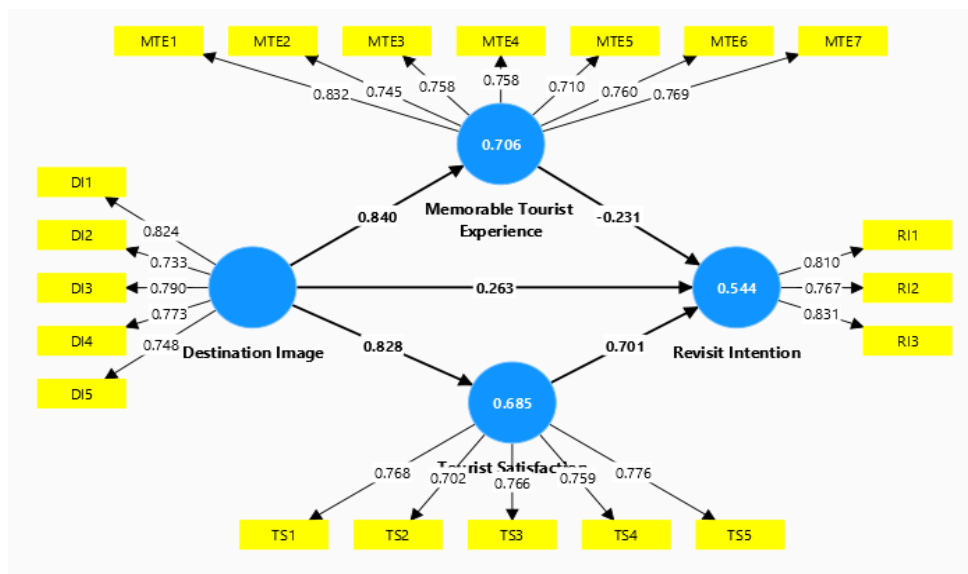 MTE1 MTE2 MTE3 MTE4 MTE5 MTE6 MTE7
0.832 0.745 0.758 0.758 0.710 0.760 0.769
0.706
Memorable Tourist
Experience
DI1
DI2
DI3
DI4
DI5
0.824
0.733
0.790
0.773
0.748
Destination Image
0.840
0.263
0.828
-0.231
0.701
0.544
Revisit Intention
0.810
0.767
0.831
RI1
RI2
RI3
0.685
Tourist Satisfaction
0.768 0.702 0.766 0.759 0.776
TS1 TS2 TS3 TS4 TS5